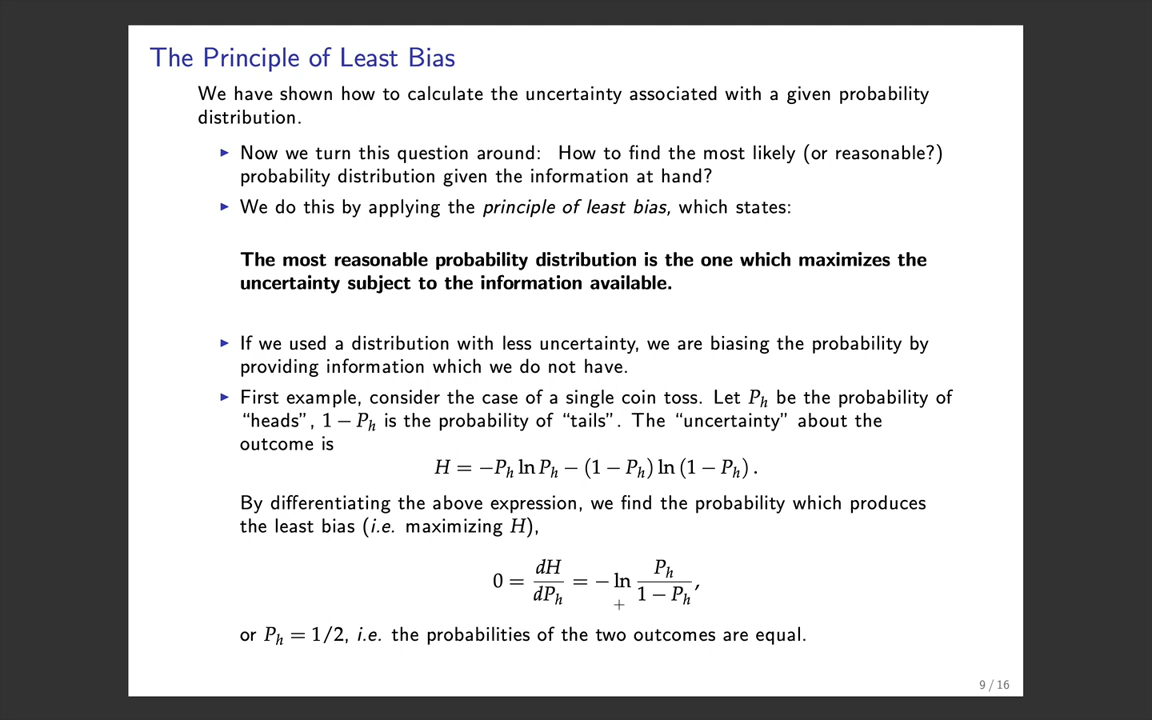 The Principle of Least Bias
We have shown how to calculate the uncertainty associated with a given probability
distribution.
▶ Now we turn this question around: How to find the most likely (or reasonable?)
probability distribution given the information at hand?
▶ We do this by applying the principle of least bias, which states:
The most reasonable probability distribution is the one which maximizes the
uncertainty subject to the information available.
▶ If we used a distribution with less uncertainty, we are biasing the probability by
providing information which we do not have.
▶ First example, consider the case of a single coin toss. Let P_h be the probability of
“heads”, 1 − P_h is the probability of “tails”. The “uncertainty” about the
outcome is
H = −P_h ln P_h − (1 − P_h) ln (1 − P_h) .
By differentiating the above expression, we find the probability which produces
the least bias (i.e. maximizing H),
0 = dH/dP_h = − ln P_h/(1 − P_h),
+
or P_h = 1/2, i.e. the probabilities of the two outcomes are equal.
9 / 16